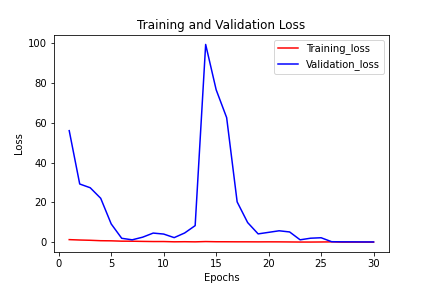 Training and Validation Loss
Training_loss
Validation_loss
100
80
60
40
20
0
Loss
0 5 10 15 20 25 30
Epochs